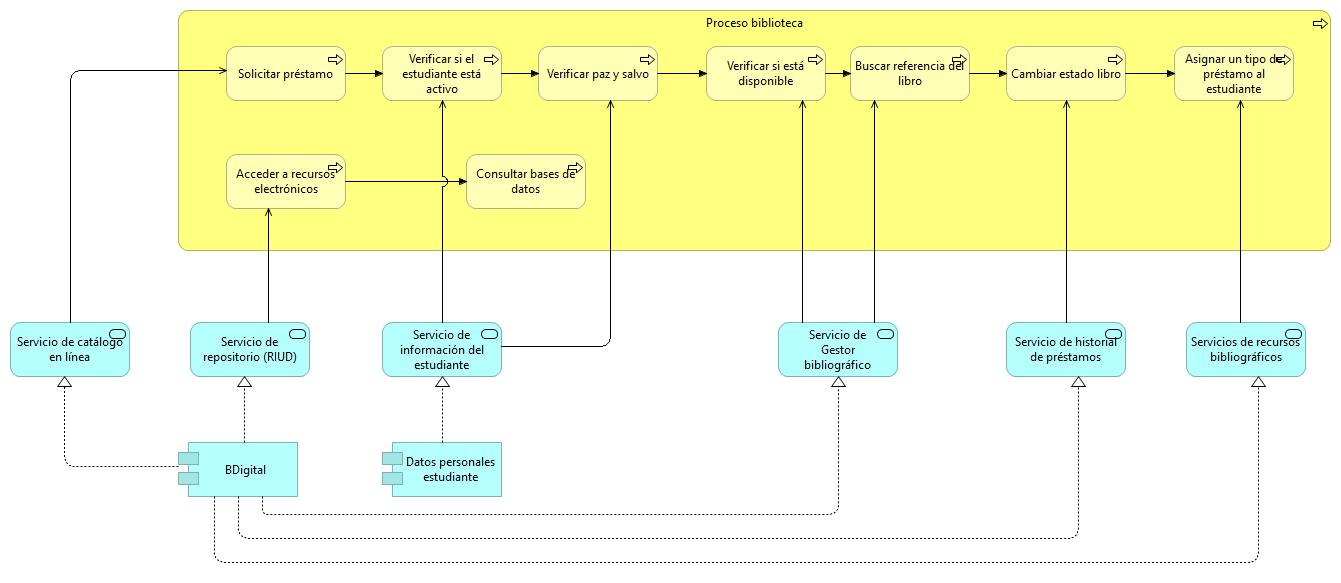 Proceso biblioteca
Solicitar préstamo
Verificar si el
estudiante está
activo
Verificar paz y salvo
Verificar si está
disponible
Buscar referencia del
libro
Cambiar estado libro
Asignar un tipo de
préstamo al
estudiante
Acceder a recursos
electrónicos
Consultar bases de
datos
Servicio de catálogo
en línea
Servicio de
repositorio (RIUD)
Servicio de
información del
estudiante
Servicio de
Gestor
bibliográfico
Servicio de historial
de préstamos
Servicios de recursos
bibliográficos
BDigital
Datos personales
estudiante